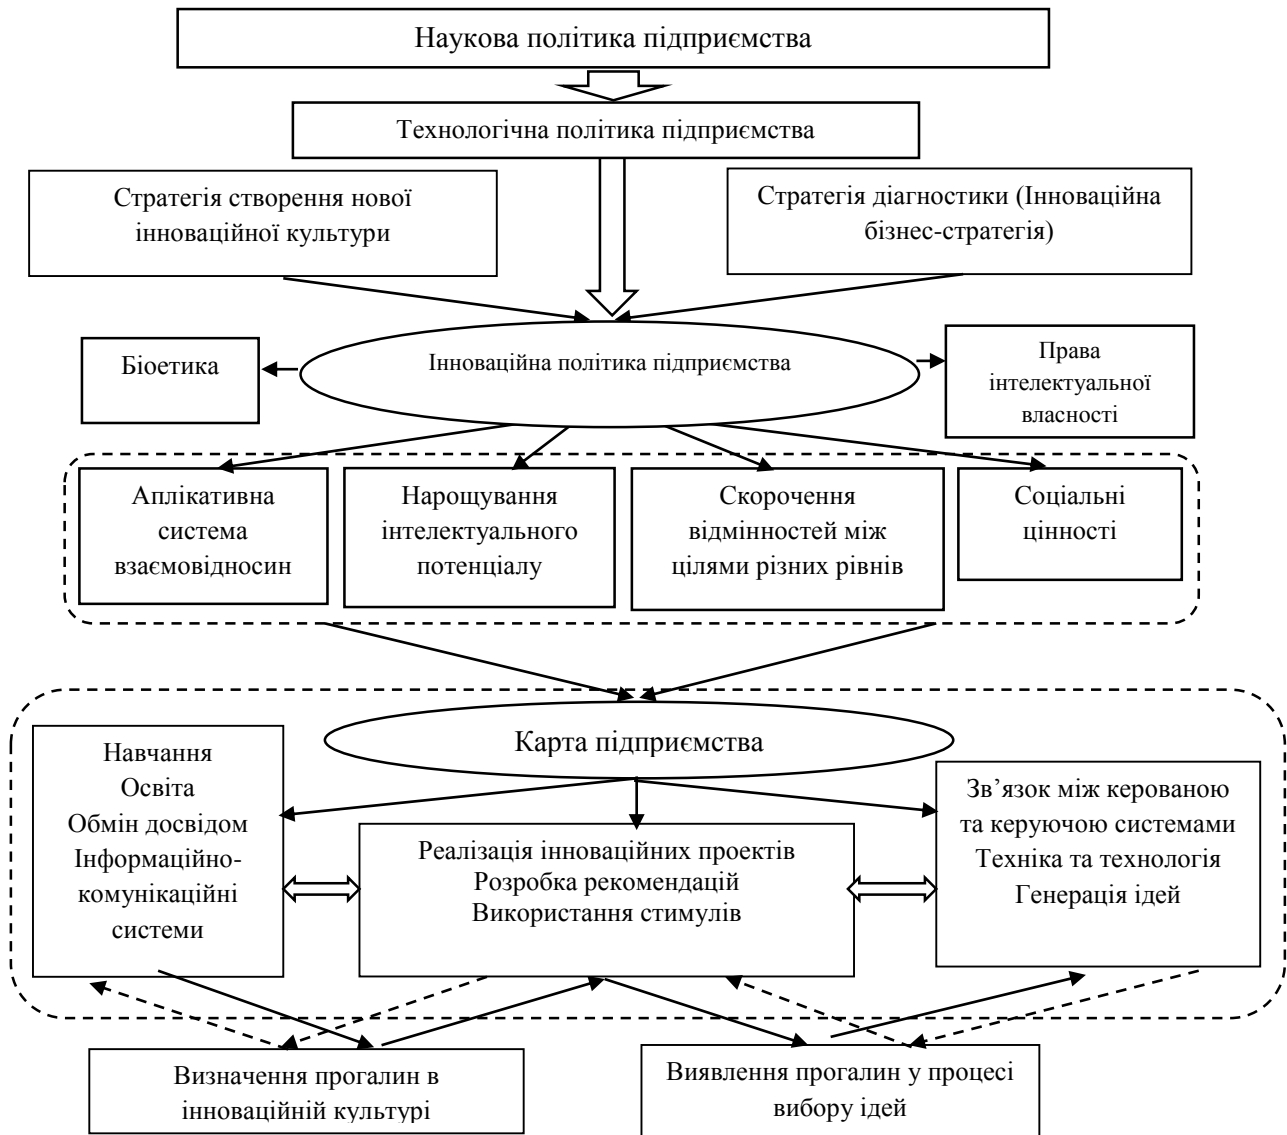 Наукова політика підприємства
Технологічна політика підприємства
Стратегія створення нової
інноваційної культури
Стратегія діагностики (Інноваційна
бізнес-стратегія)
Біоетика
Інноваційна політика підприємства
Права
інтелектуальної
власності
Аплікативна
система
взаємовідносин
Нарощування
інтелектуального
потенціалу
Скорочення
відмінностей між
цілями різних рівнів
Соціальні
цінності
Карта підприємства
Навчання
Освіта
Обмін досвідом
Інформаційно-
комунікаційні
системи
Реалізація інноваційних проектів
Розробка рекомендацій
Використання стимулів
Зв’язок між керованою
та керуючою системами
Техніка та технологія
Генерація ідей
Визначення прогалин в
інноваційній культурі
Виявлення прогалин у процесі
вибору ідей